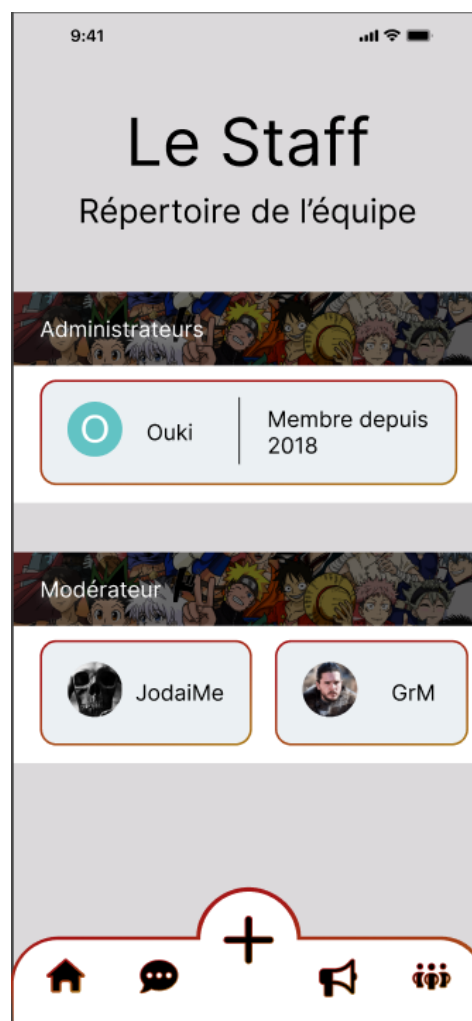 9:41
Le Staff
Répertoire de l’équipe
Administrateurs
O
Ouki
Membre depuis
2018
Modérateur
JodaiMe
GrM